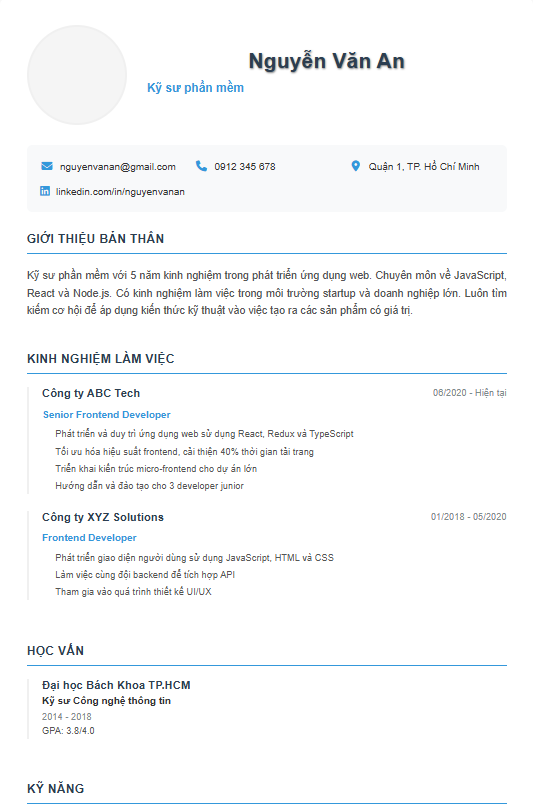 Nguyễn Văn An
Kỹ sư phần mềm
nguyenvanan@gmail.com 0912 345 678 Quận 1, TP. Hồ Chí Minh
linkedin.com/in/nguyenvanan
GIỚI THIỆU BẢN THÂN
Kỹ sư phần mềm với 5 năm kinh nghiệm trong phát triển ứng dụng web. Chuyên môn về JavaScript,
React và Node.js. Có kinh nghiệm làm việc trong môi trường startup và doanh nghiệp lớn. Luôn tìm
kiếm cơ hội để áp dụng kiến thức kỹ thuật vào việc tạo ra các sản phẩm có giá trị.
KINH NGHIỆM LÀM VIỆC
Công ty ABC Tech 06/2020 - Hiện tại
Senior Frontend Developer
Phát triển và duy trì ứng dụng web sử dụng React, Redux và TypeScript
Tối ưu hóa hiệu suất frontend, cải thiện 40% thời gian tải trang
Triển khai kiến trúc micro-frontend cho dự án lớn
Hướng dẫn và đào tạo cho 3 developer junior
Công ty XYZ Solutions 01/2018 - 05/2020
Frontend Developer
Phát triển giao diện người dùng sử dụng JavaScript, HTML và CSS
Làm việc cùng đội backend để tích hợp API
Tham gia vào quá trình thiết kế UI/UX
HỌC VẤN
Đại học Bách Khoa TP.HCM
Kỹ sư Công nghệ thông tin
2014 - 2018
GPA: 3.8/4.0
KỸ NĂNG